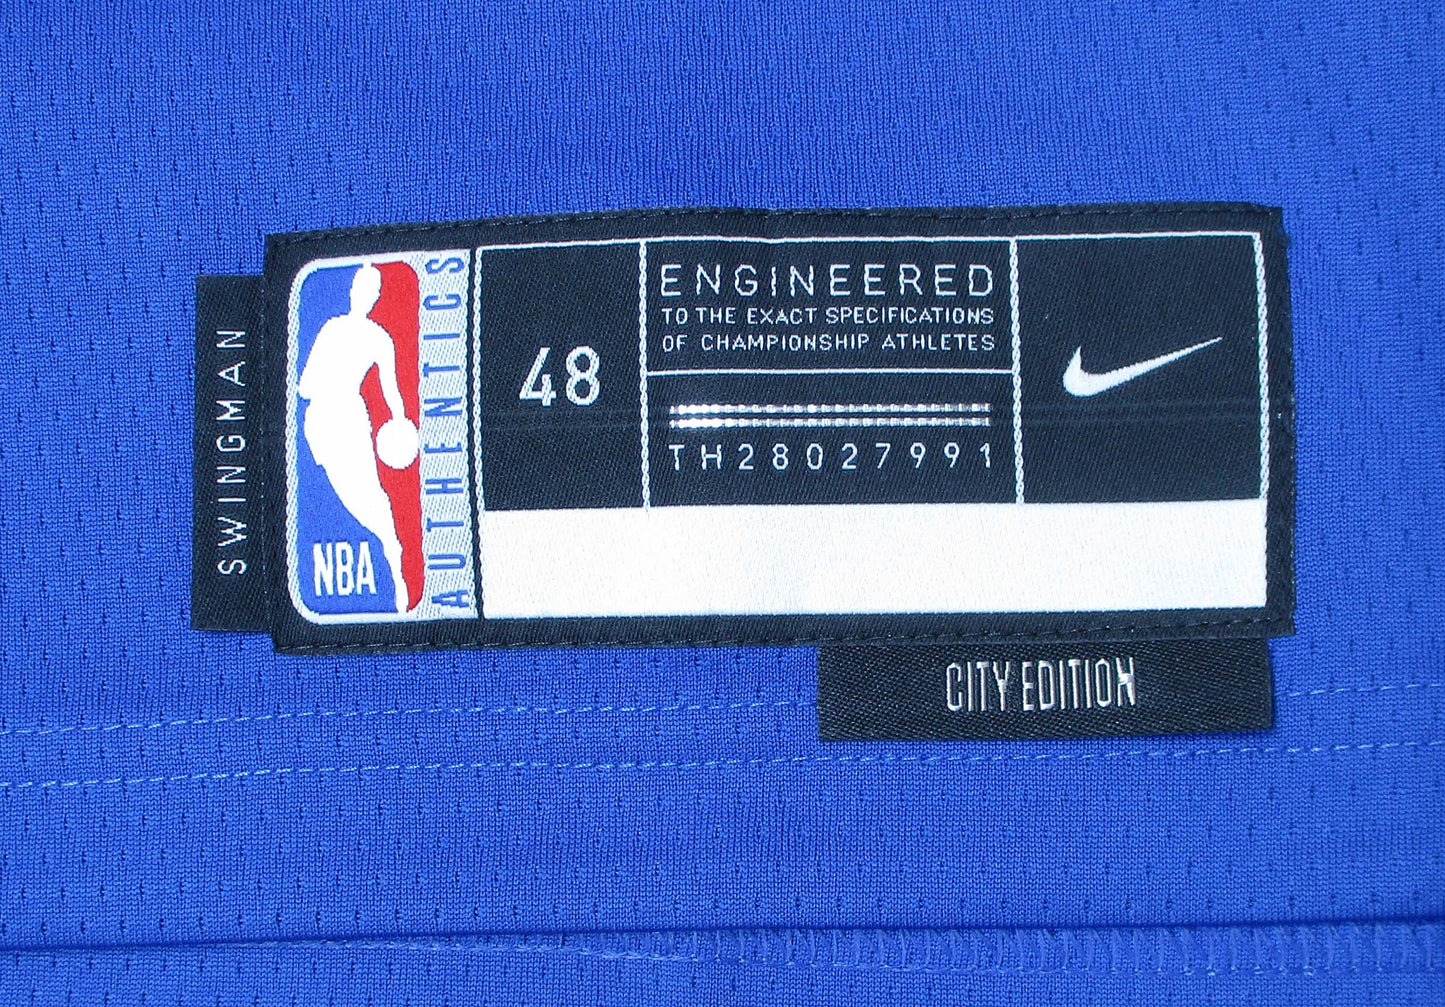 SWINGMAN
NBA
AUTHENTICS
48
ENGINEERED
TO THE EXACT SPECIFICATIONS
OF CHAMPIONSHIP ATHLETES
TH28027991
CITY EDITION